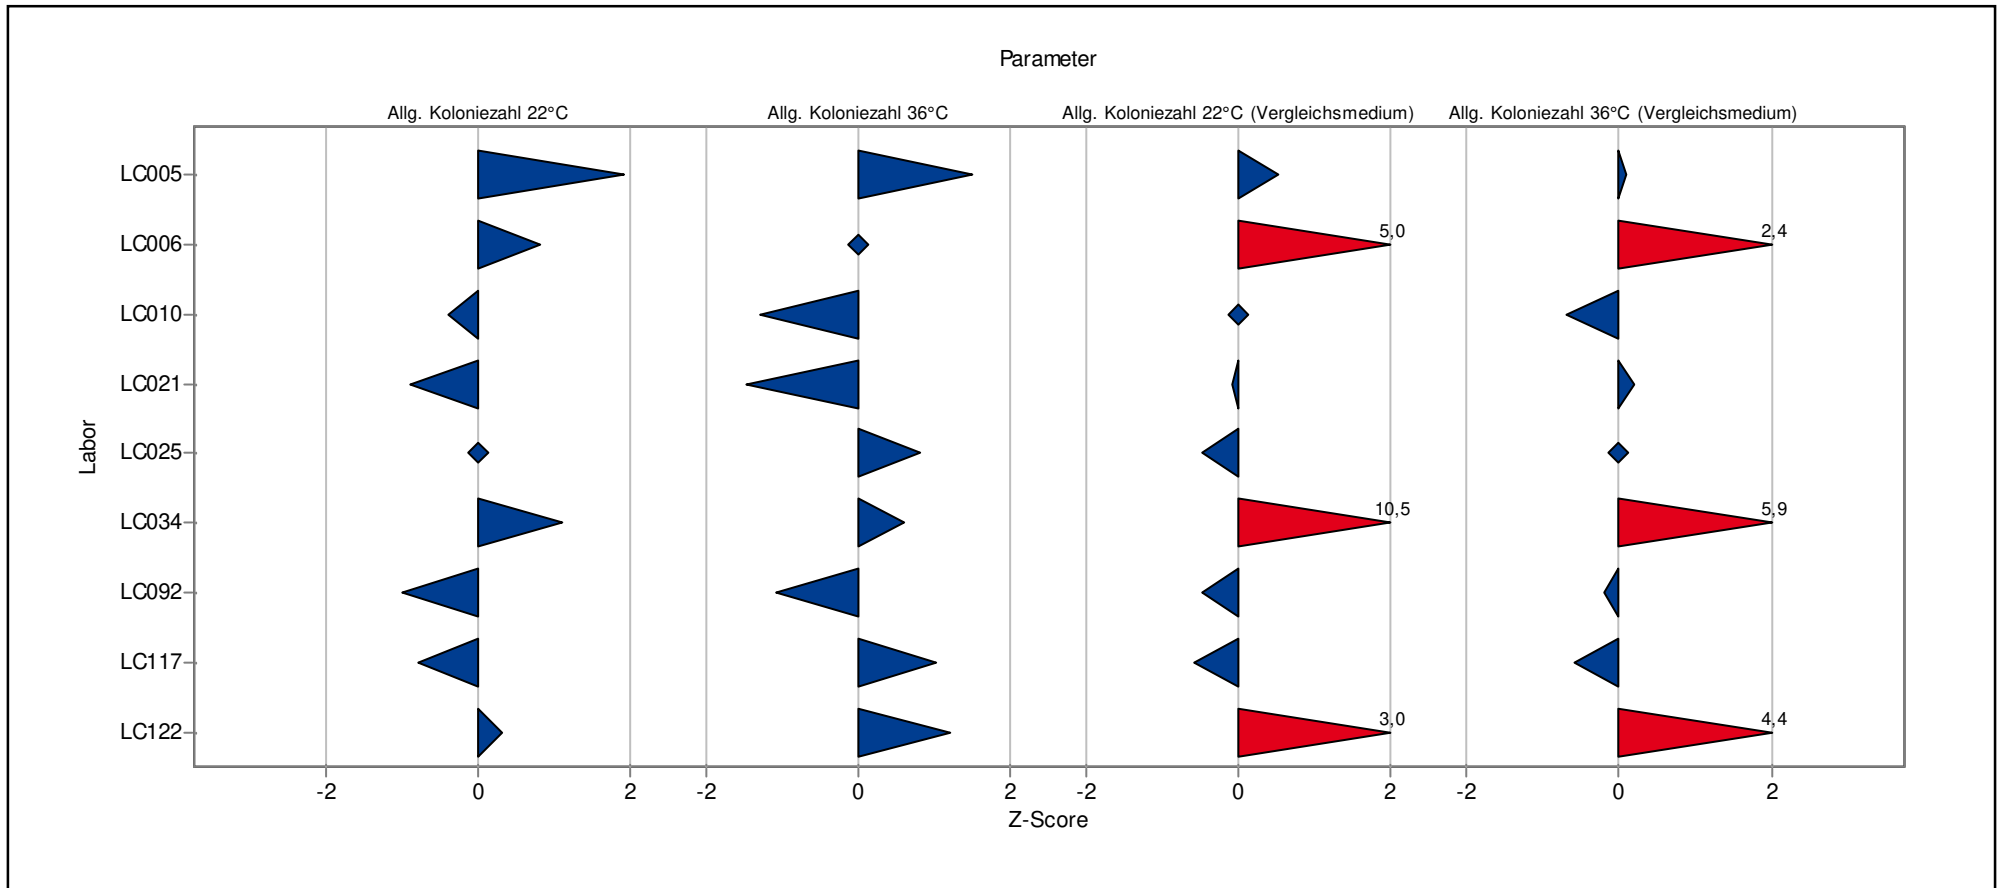 Parameter
Allg. Koloniezahl 22°C
Allg. Koloniezahl 36°C
Allg. Koloniezahl 22°C (Vergleichsmedium)
Allg. Koloniezahl 36°C (Vergleichsmedium)
Labor
LC005
LC006
5,0
2,4
LC010
LC021
LC025
LC034
10,5
5,9
LC092
LC117
LC122
3,0
4,4
-2 0 2 -2 0 2 -2 0 2 -2 0 2
Z-Score